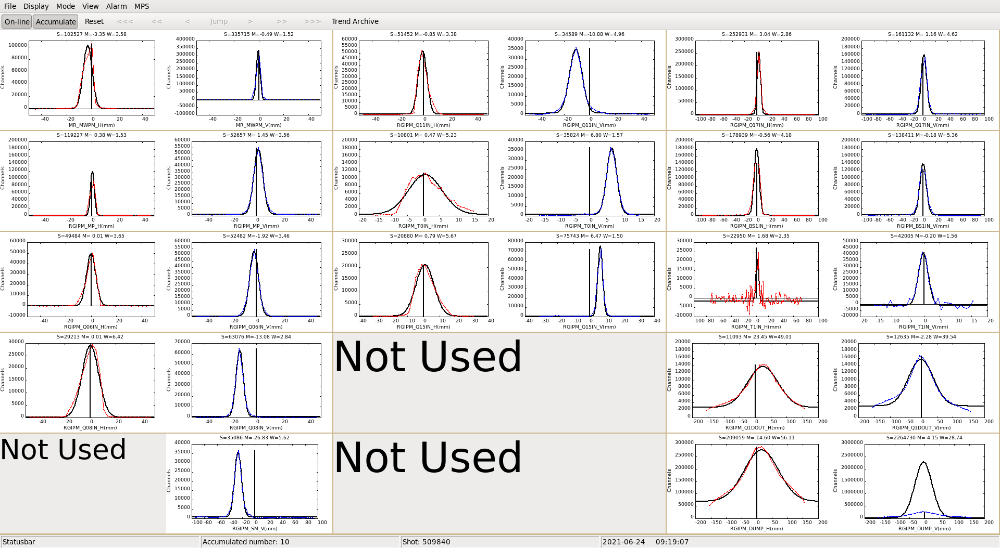 File Display Mode View Alarm MPS
On-line Accumulate Reset <<< << < Jump > >> >>> Trend Archive
S=102527 M=-3.35 W=3.58
Channels
100000
80000
60000
40000
20000
0
-40 -20 0 20 40
MR_MWPM_H(mm)
S=335715 M=-0.49 W=1.52
Channels
400000
350000
300000
250000
200000
150000
100000
50000
0
-50000
-100000
-40 -20 0 20 40
MR_MWPM_V(mm)
S=51452 M=-0.85 W=3.38
Channels
60000
55000
50000
45000
40000
35000
30000
25000
20000
15000
10000
5000
0
-40 -20 0 20 40
RGIPM_Q11IN_H(mm)
S=34589 M=-10.88 W=4.96
Channels
40000
35000
30000
25000
20000
15000
10000
5000
0
-40 -20 0 20 40
RGIPM_Q11IN_V(mm)
S=252931 M= 3.04 W=2.86
Channels
300000
250000
200000
150000
100000
50000
0
-100 -80 -60 -40 -20 0 20 40 60 80 100
RGIPM_Q17IN_H(mm)
S=161132 M= 1.16 W=4.62
Channels
200000
180000
160000
140000
120000
100000
80000
60000
40000
20000
0
-100 -80 -60 -40 -20 0 20 40 60 80 100
RGIPM_Q17IN_V(mm)
S=119227 M= 0.38 W=1.53
Channels
200000
180000
160000
140000
120000
100000
80000
60000
40000
20000
0
-40 -20 0 20 40
RGIPM_MP_H(mm)
S=52657 M= 1.45 W=3.56
Channels
60000
55000
50000
45000
40000
35000
30000
25000
20000
15000
10000
5000
0
-40 -20 0 20 40
RGIPM_MP_V(mm)
S=10801 M= 0.47 W=5.23
Channels
20000
18000
16000
14000
12000
10000
8000
6000
4000
2000
0
-20 -15 -10 -5 0 5 10 15 20
RGIPM_T0IN_H(mm)
S=35824 M= 6.80 W=1.57
Channels
40000
35000
30000
25000
20000
15000
10000
5000
0
-20 -15 -10 -5 0 5 10 15 20
RGIPM_T0IN_V(mm)
S=178939 M=-0.56 W=4.18
Channels
200000
180000
160000
140000
120000
100000
80000
60000
40000
20000
0
-100 -80 -60 -40 -20 0 20 40 60 80 100
RGIPM_BS1IN_H(mm)
S=138411 M=-0.18 W=5.36
Channels
200000
180000
160000
140000
120000
100000
80000
60000
40000
20000
0
-100 -80 -60 -40 -20 0 20 40 60 80 100
RGIPM_BS1IN_V(mm)
S=49484 M= 0.01 W=3.65
Channels
60000
50000
40000
30000
20000
10000
0
-10000
-40 -20 0 20 40
RGIPM_Q06IN_H(mm)
S=52482 M=-1.92 W=3.46
Channels
60000
55000
50000
45000
40000
35000
30000
25000
20000
15000
10000
5000
0
-40 -20 0 20 40
RGIPM_Q06IN_V(mm)
S=20880 M= 0.79 W=5.67
Channels
30000
25000
20000
15000
10000
5000
0
-40 -30 -20 -10 0 10 20 30 40
RGIPM_Q15IN_H(mm)
S=75743 M= 6.47 W=1.50
Channels
80000
70000
60000
50000
40000
30000
20000
10000
0
-40 -30 -20 -10 0 10 20 30 40
RGIPM_Q15IN_V(mm)
S=22950 M= 1.68 W=2.35
Channels
30000
25000
20000
15000
10000
5000
0
-5000
-10000
-100 -80 -60 -40 -20 0 20 40 60 80 100
RGIPM_T1IN_H(mm)
S=42005 M=-0.20 W=1.56
Channels
50000
45000
40000
35000
30000
25000
20000
15000
10000
5000
0
-5000
-10000
-20 -15 -10 -5 0 5 10 15 20
RGIPM_T1IN_V(mm)
S=29213 M= 0.01 W=6.42
Channels
30000
25000
20000
15000
10000
5000
0
-40 -20 0 20 40
RGIPM_Q08IN_H(mm)
S=63076 M=-13.08 W=2.84
Channels
70000
60000
50000
40000
30000
20000
10000
0
-40 -20 0 20 40
RGIPM_Q08IN_V(mm)
Not Used
S=11093 M= 23.45 W=49.01
Channels
20000
18000
16000
14000
12000
10000
8000
6000
4000
2000
0
-200 -150 -100 -50 0 50 100 150 200
RGIPM_Q1DOUT_H(mm)
S=12635 M=-2.28 W=39.54
Channels
20000
18000
16000
14000
12000
10000
8000
6000
4000
2000
0
-200 -150 -100 -50 0 50 100 150 200
RGIPM_Q1DOUT_V(mm)
Not Used
S=35086 M=-26.83 W=5.62
Channels
40000
35000
30000
25000
20000
15000
10000
5000
0
-100 -80 -60 -40 -20 0 20 40 60 80 100
RGIPM_SM_V(mm)
Not Used
S=209059 M= 14.60 W=56.11
Channels
300000
250000
200000
150000
100000
50000
0
-200 -150 -100 -50 0 50 100 150 200
RGIPM_DUMP_H(mm)
S=2264730 M=-4.15 W=28.74
Channels
3000000
2500000
2000000
1500000
1000000
500000
0
-200 -150 -100 -50 0 50 100 150 200
RGIPM_DUMP_V(mm)
Statusbar
Accumulated number: 10
Shot: 509840
2021-06-24 09:19:07